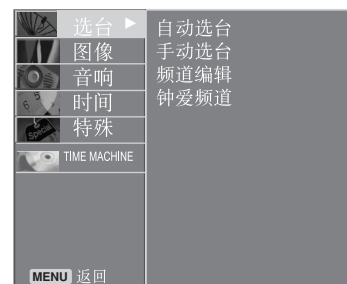 选台
图像
音响
时间
特殊
TIME MACHINE
MENU 返回
自动选台
手动选台
频道编辑
钟爱频道